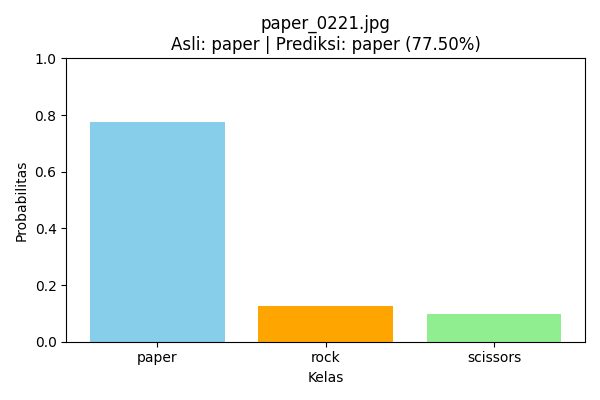 paper_0221.jpg
Asli: paper | Prediksi: paper (77.50%)
1.0
0.8
0.6
0.4
0.2
0.0
Probabilitas
paper rock scissors
Kelas